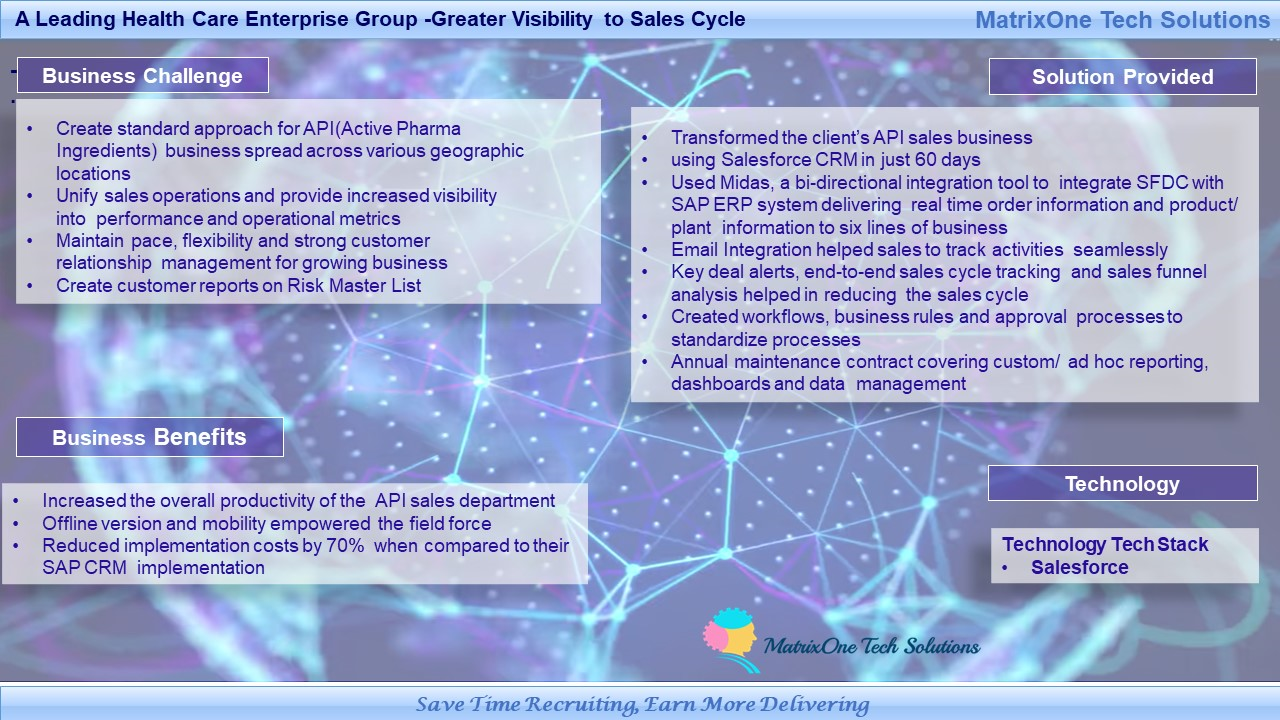 A Leading Health Care Enterprise Group -Greater Visibility to Sales Cycle
MatrixOne Tech Solutions
Business Challenge
• Create standard approach for API(Active Pharma
Ingredients) business spread across various geographic
locations
• Unify sales operations and provide increased visibility
into performance and operational metrics
• Maintain pace, flexibility and strong customer
relationship management for growing business
• Create customer reports on Risk Master List
Solution Provided
• Transformed the client’s API sales business
• using Salesforce CRM in just 60 days
• Used Midas, a bi-directional integration tool to integrate SFDC with
SAP ERP system delivering real time order information and product/
plant information to six lines of business
• Email Integration helped sales to track activities seamlessly
• Key deal alerts, end-to-end sales cycle tracking and sales funnel
analysis helped in reducing the sales cycle
• Created workflows, business rules and approval processes to
standardize processes
• Annual maintenance contract covering custom/ ad hoc reporting,
dashboards and data management
Business Benefits
• Increased the overall productivity of the API sales department
• Offline version and mobility empowered the field force
• Reduced implementation costs by 70% when compared to their
SAP CRM implementation
Technology
Technology Tech Stack
• Salesforce
MatrixOne Tech Solutions
Save Time Recruiting, Earn More Delivering